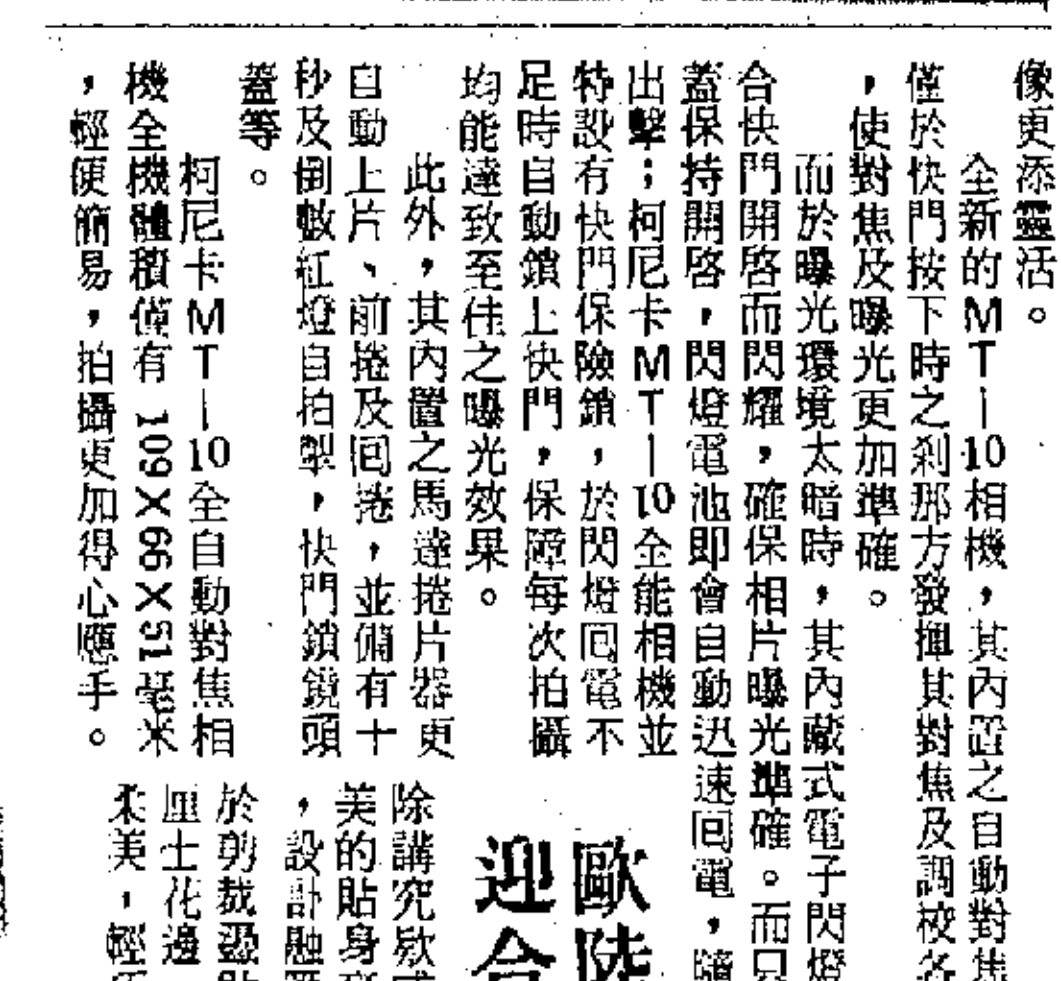 像更添靈活。
全新的MT—10相機，其內置之自動對焦
僅於快門按下時之剎那方發揮其對焦及調校各
，使對焦及曝光更加準確。
而於曝光環境太暗時，其內藏式電子閃燈
合快門開啓而閃耀，確保相片曝光準確。而只
蓋保持開啓，閃燈電池即會自動迅速回電，隨
出擊；柯尼卡MT—10全能相機並
特設有快門保險鎖，於閃燈回電不
足時自動鎖上快門，保障每次拍攝
均能達致至佳之曝光效果。
此外，其內置之馬達捲片器更
自動上片、前捲及回捲，並備有十
秒及倒數紅燈自拍掣，快門鎖鏡頭
蓋等。
柯尼卡MT—10全自動對焦相
機全機體積僅有109X66X51毫米
，輕便簡易，拍攝更加得心應手。
歐陸
迎合
除講究欵
美的貼身
，設計融
於剪裁
厘士花邊
柔美，輕